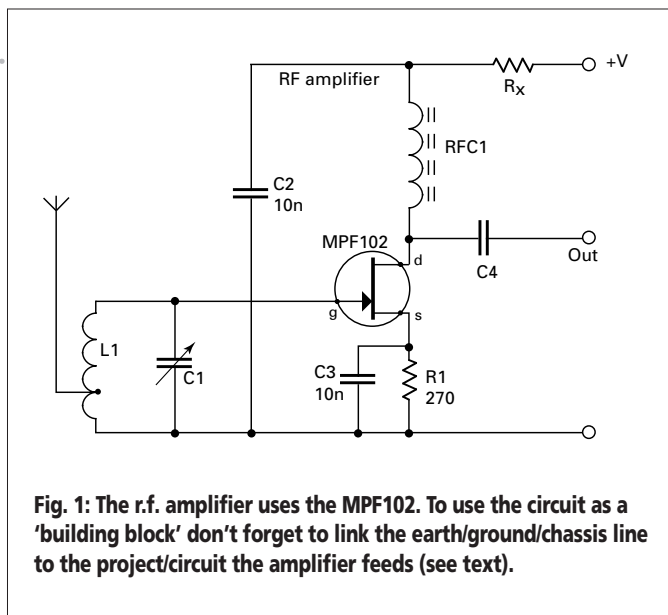 RF amplifier
+V
Rx
RFC1
C2
10n
MPF102
d
Out
C4
g
s
L1
C1
C3
10n
R1
270
Fig. 1: The r.f. amplifier uses the MPF102. To use the circuit as a
‘building block’ don’t forget to link the earth/ground/chassis line
to the project/circuit the amplifier feeds (see text).